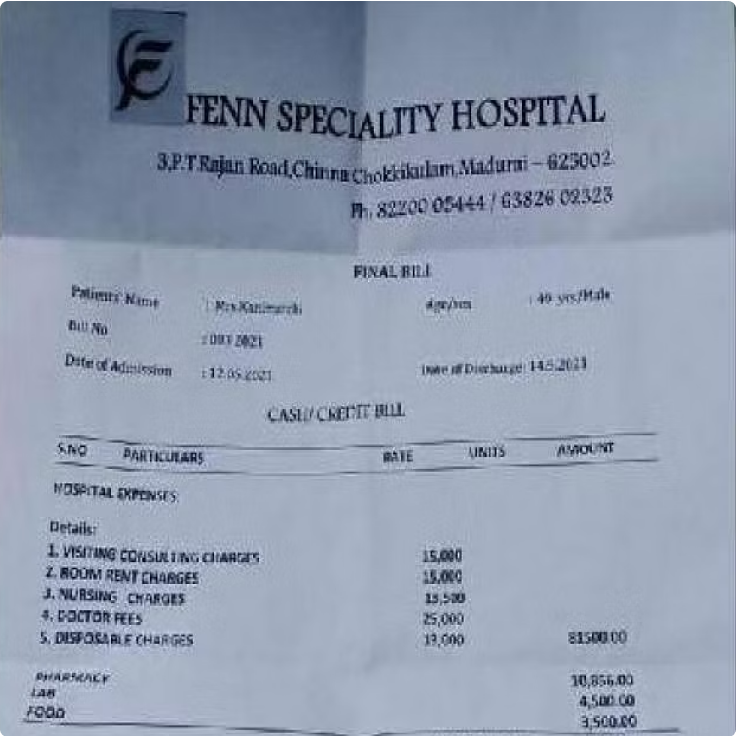 FENN SPECIALITY HOSPITAL
3,P.T Rajan Road,Chinna Chokkikulam,Madurai – 625002
Ph. 82200 05444 / 63826 02323
FINAL BILL
Patients' Name : Mrs Age/sex : 49 yrs/Male
Bill No 2021
Date of Admission : 12.05.2021 Date of Discharge: 14.5.2021
CASH/ CREDIT BILL
S.NO PARTICULARS RATE UNITS AMOUNT
HOSPITAL EXPENSES
Details:
1. VISITING CONSULTING CHARGES 15,000
2. ROOM RENT CHARGES 15,000
3. NURSING CHARGES 13,500
4. DOCTOR FEES 25,000
5. DISPOSABLE CHARGES 13,000 81500.00
PHARMACY 10,856.00
LAB 4,500.00
FOOD 3,500.00